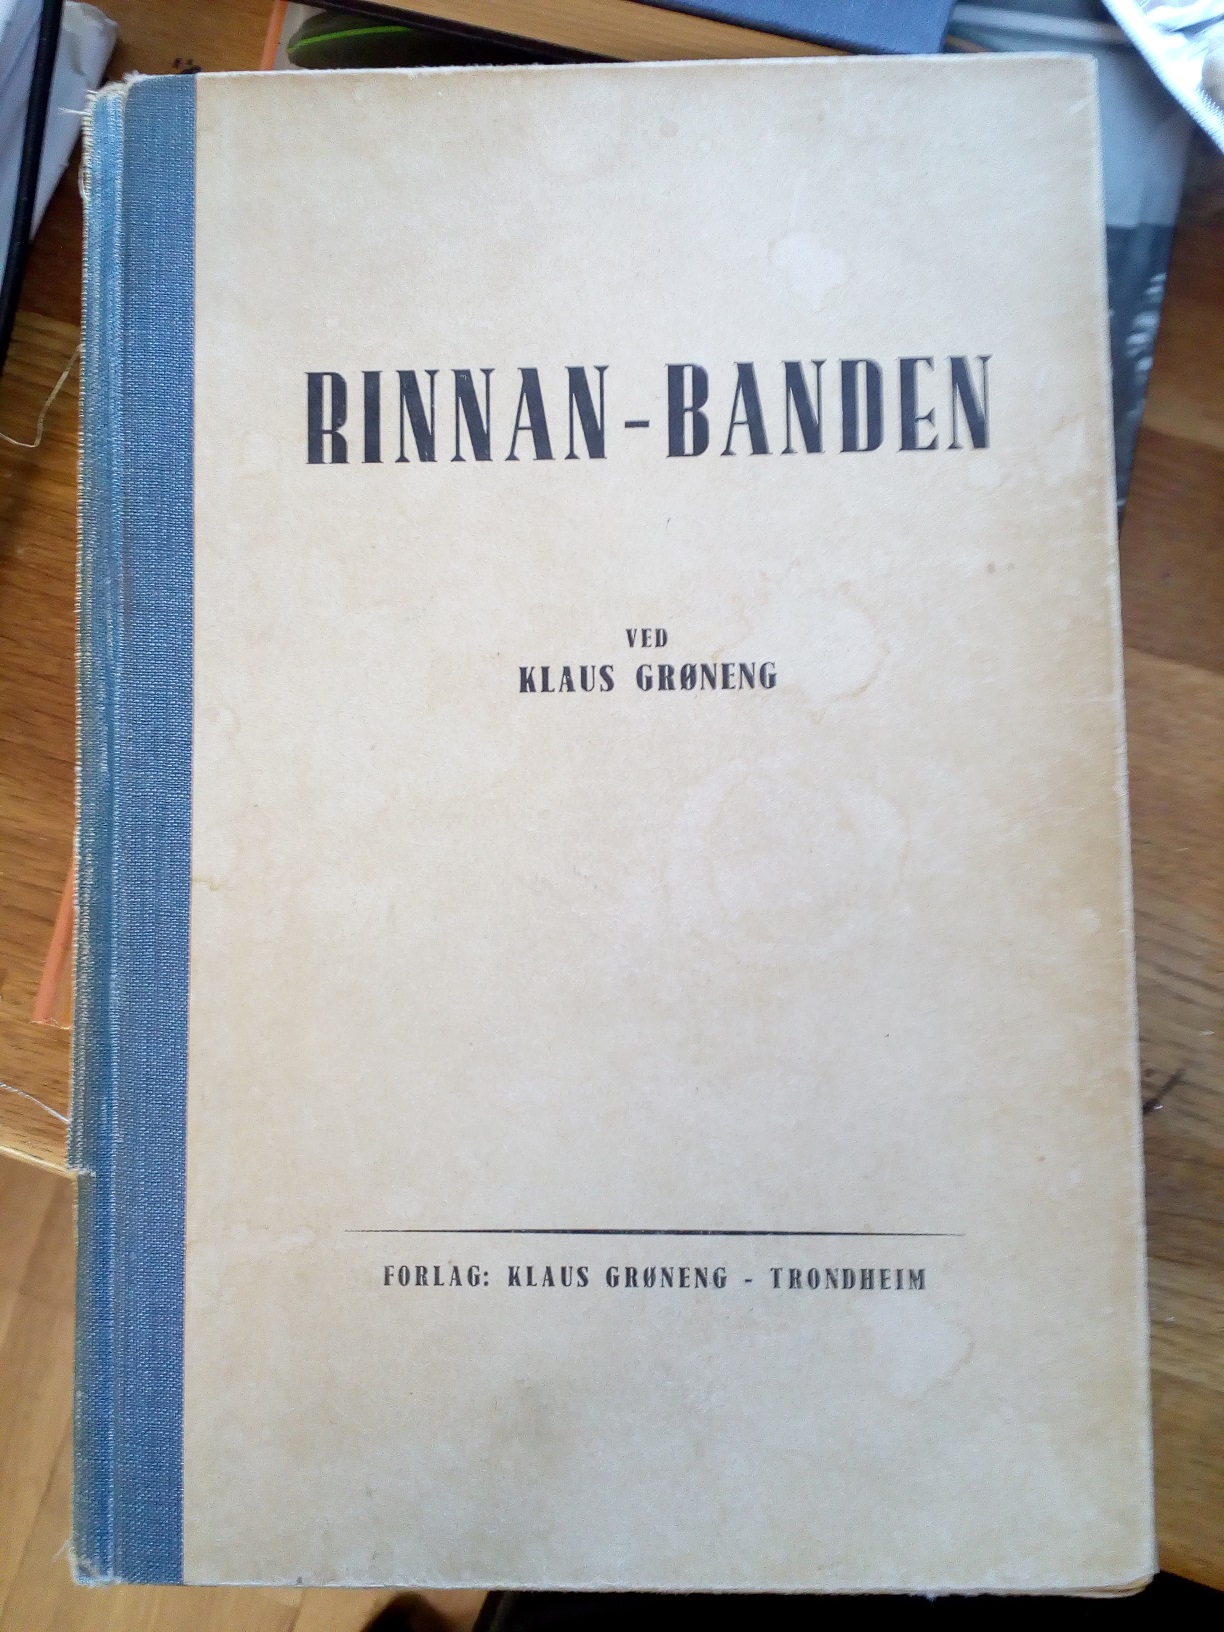 RINNAN-BANDEN
VED
KLAUS GRØNENG
FORLAG: KLAUS GRØNENG - TRONDHEIM